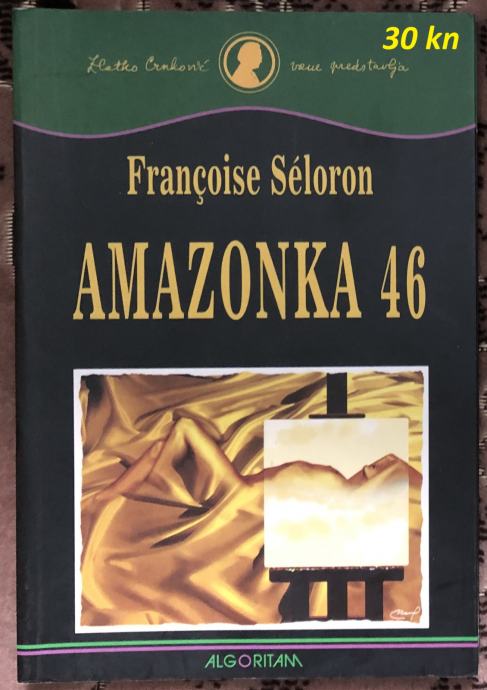 30 kn
Zlatko Crnković vam predstavlja
Françoise Séloron
AMAZONKA 46
ALGORITAM